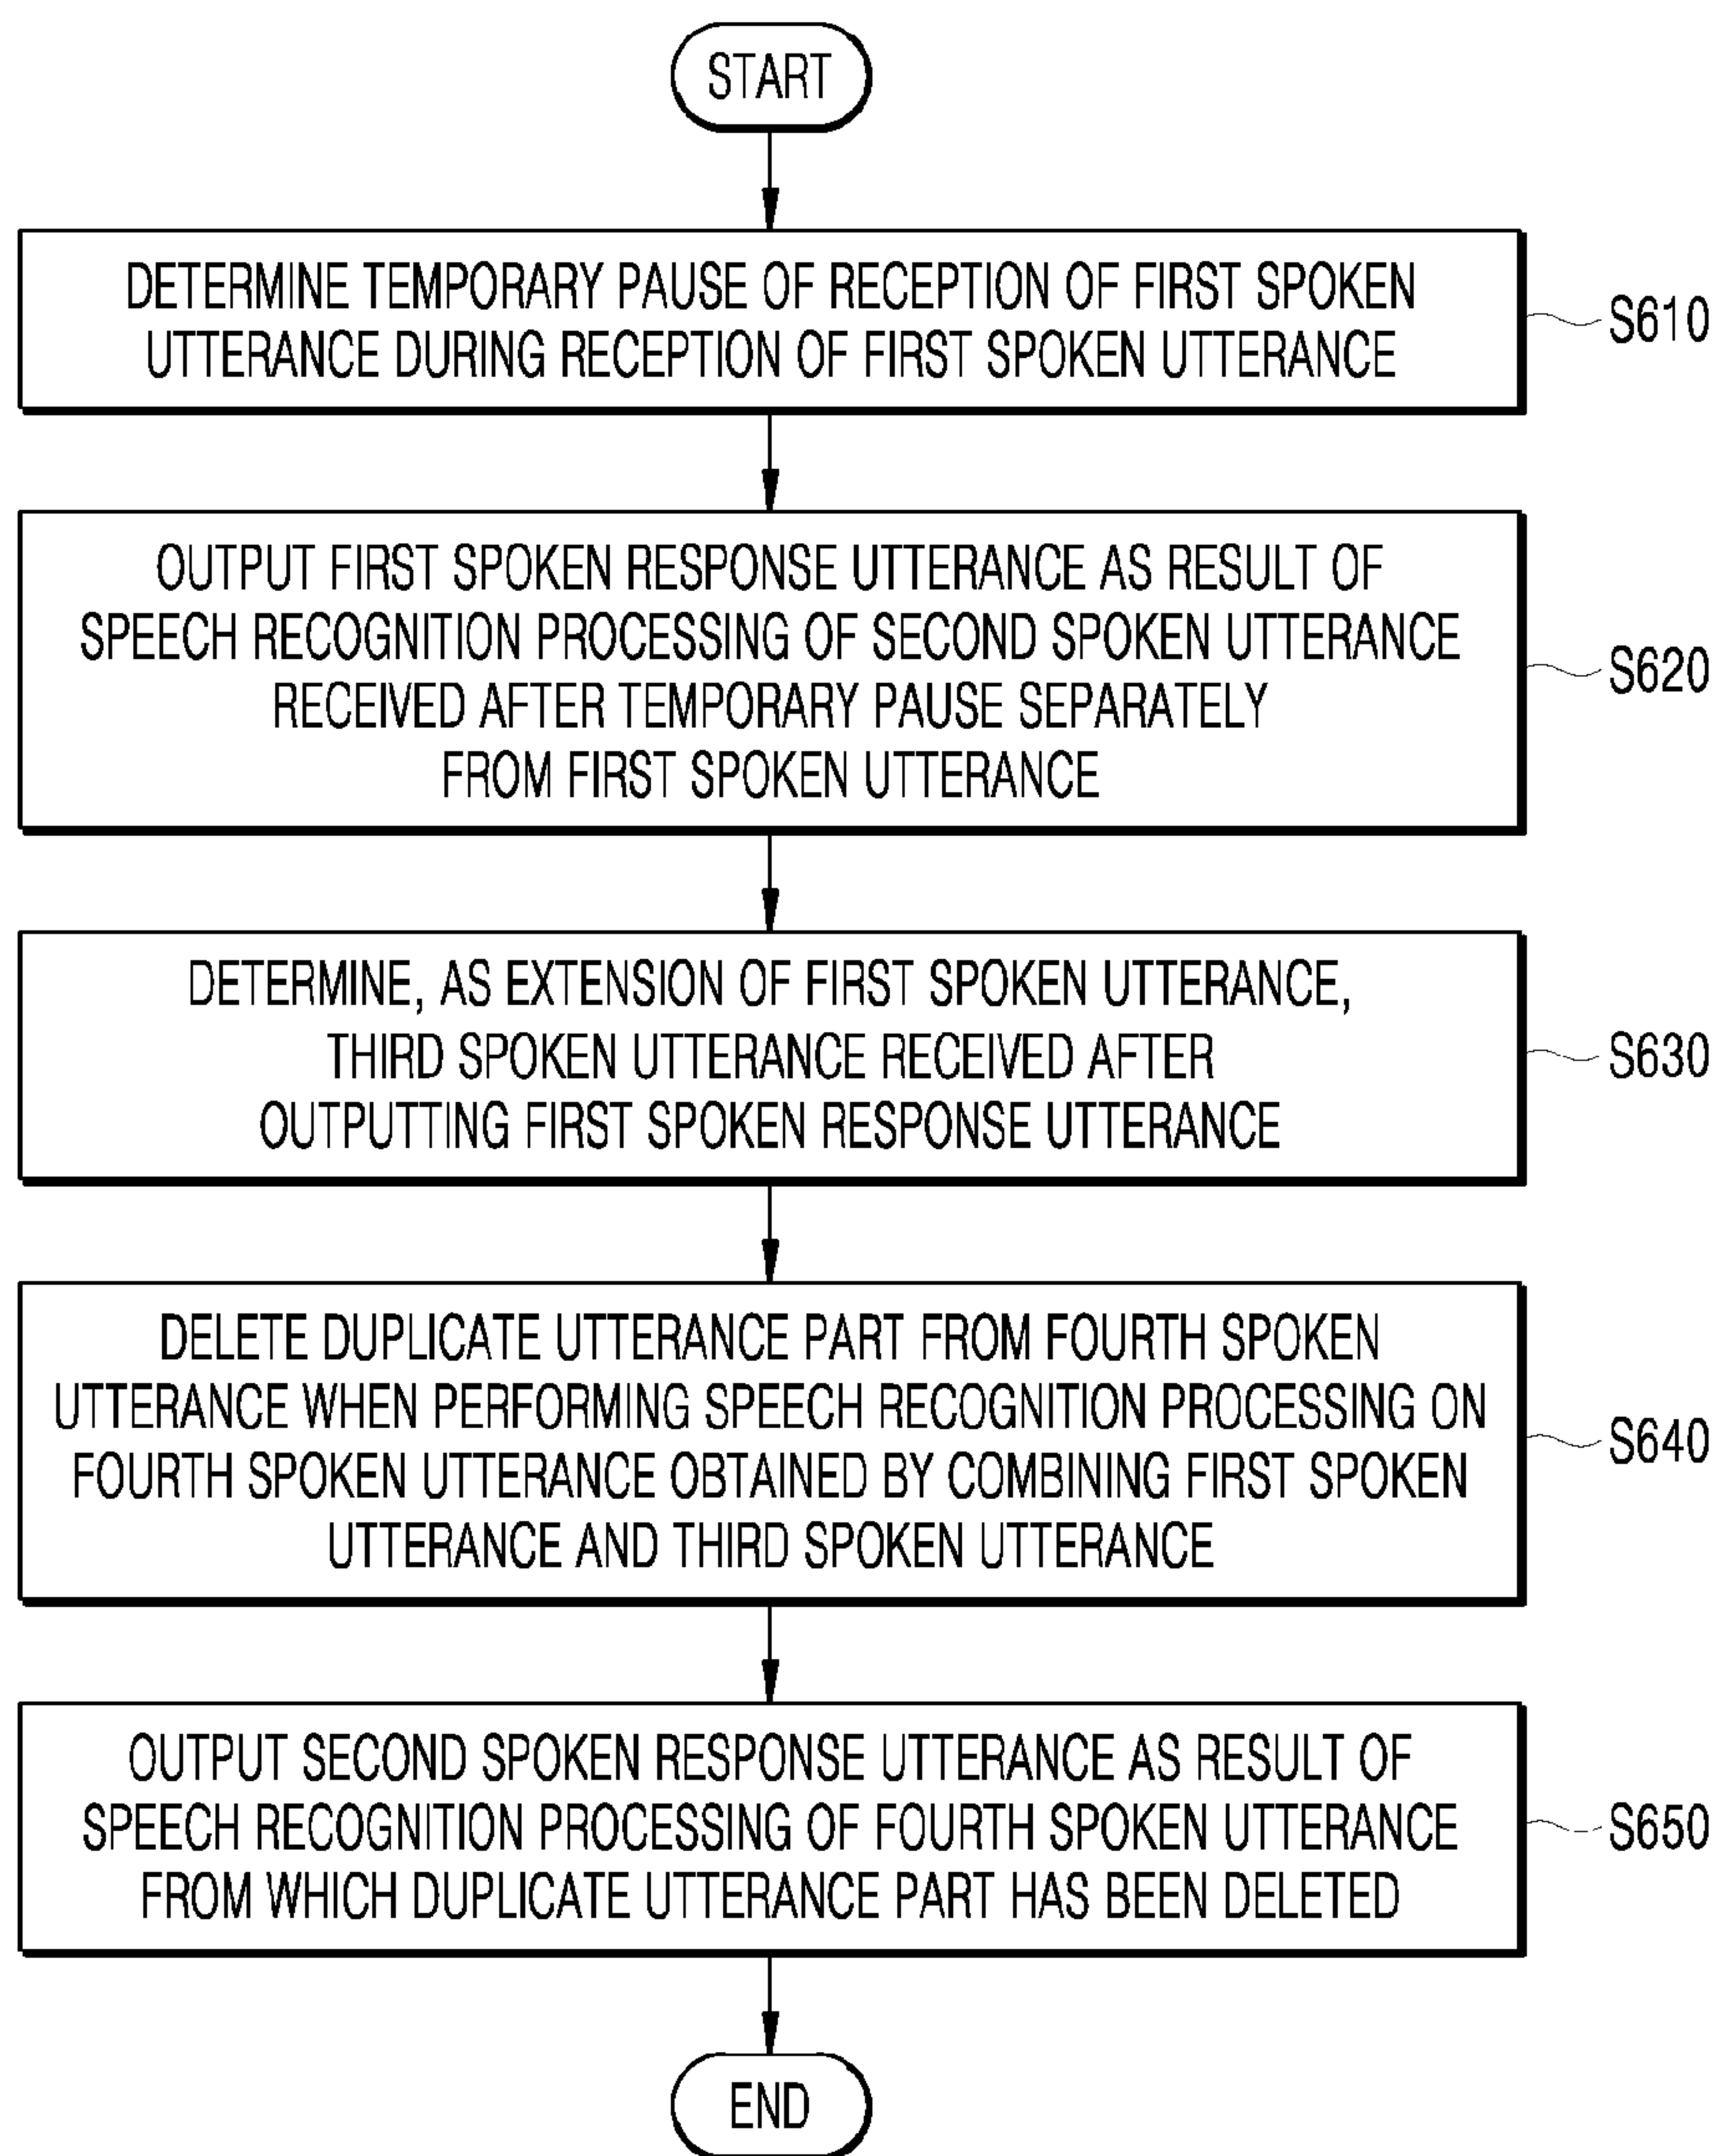 START
DETERMINE TEMPORARY PAUSE OF RECEPTION OF FIRST SPOKEN
UTTERANCE DURING RECEPTION OF FIRST SPOKEN UTTERANCE
S610
OUTPUT FIRST SPOKEN RESPONSE UTTERANCE AS RESULT OF
SPEECH RECOGNITION PROCESSING OF SECOND SPOKEN UTTERANCE
RECEIVED AFTER TEMPORARY PAUSE SEPARATELY
FROM FIRST SPOKEN UTTERANCE
S620
DETERMINE, AS EXTENSION OF FIRST SPOKEN UTTERANCE,
THIRD SPOKEN UTTERANCE RECEIVED AFTER
OUTPUTTING FIRST SPOKEN RESPONSE UTTERANCE
S630
DELETE DUPLICATE UTTERANCE PART FROM FOURTH SPOKEN
UTTERANCE WHEN PERFORMING SPEECH RECOGNITION PROCESSING ON
FOURTH SPOKEN UTTERANCE OBTAINED BY COMBINING FIRST SPOKEN
UTTERANCE AND THIRD SPOKEN UTTERANCE
S640
OUTPUT SECOND SPOKEN RESPONSE UTTERANCE AS RESULT OF
SPEECH RECOGNITION PROCESSING OF FOURTH SPOKEN UTTERANCE
FROM WHICH DUPLICATE UTTERANCE PART HAS BEEN DELETED
S650
END